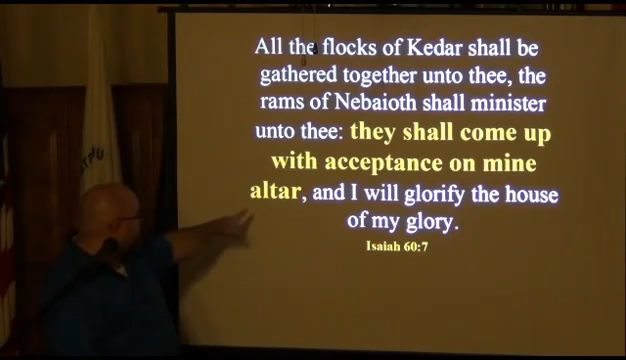 All the flocks of Kedar shall be
gathered together unto thee, the
rams of Nebaioth shall minister
unto thee: they shall come up
with acceptance on mine
altar, and I will glorify the house
of my glory.
Isaiah 60:7